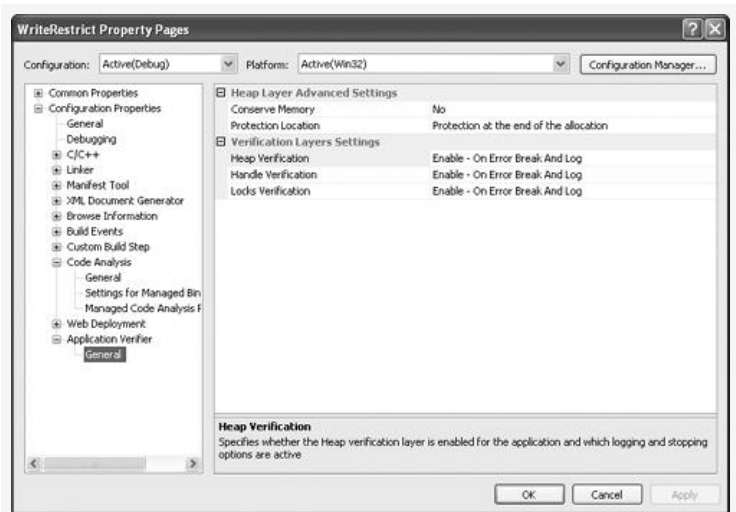 WriteRestrict Property Pages
Configuration: Active(Debug) Platform: Active(Win32) Configuration Manager...
Common Properties
Configuration Properties
General
Debugging
C/C++
Linker
Manifest Tool
XML Document Generator
Browse Information
Build Events
Custom Build Step
Code Analysis
General
Settings for Managed Bin
Managed Code Analysis F
Web Deployment
Application Verifier
General
Heap Layer Advanced Settings
Conserve Memory No
Protection Location Protection at the end of the allocation
Verification Layers Settings
Heap Verification Enable - On Error Break And Log
Handle Verification Enable - On Error Break And Log
Locks Verification Enable - On Error Break And Log
Heap Verification
Specifies whether the Heap verification layer is enabled for the application and which logging and stopping
options are active
OK Cancel Apply